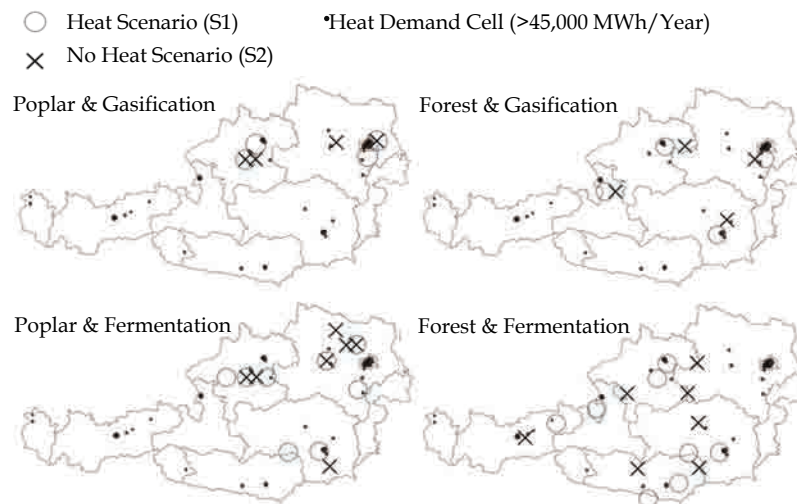 Heat Scenario (S1) •Heat Demand Cell (>45,000 MWh/Year)
No Heat Scenario (S2)
Poplar & Gasification Forest & Gasification
Poplar & Fermentation Forest & Fermentation